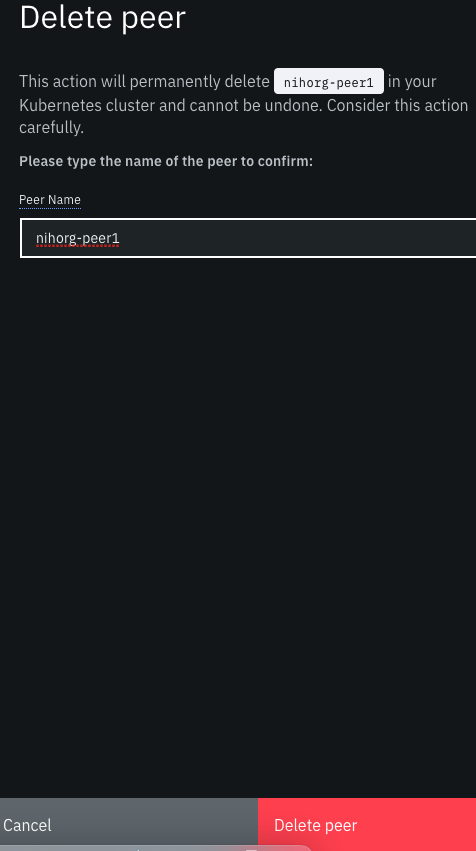 Delete peer
This action will permanently delete nihorg-peer1 in your
Kubernetes cluster and cannot be undone. Consider this action
carefully.
Please type the name of the peer to confirm:
Peer Name
nihorg-peer1
Cancel
Delete peer